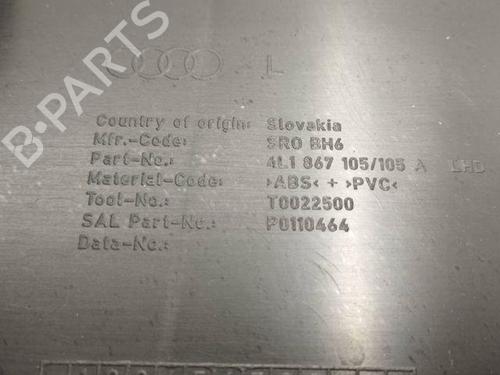 B-PARTS
L
Country of origin: Slovakia
Mfr.-Code: SRO BH6
Part-No.: 4L1 867 105/105 A LHD
Material-Code: >ABS< + >PVC<
Tool-No.: T0022500
SAL Part-No.: P0110464
Data-No.: